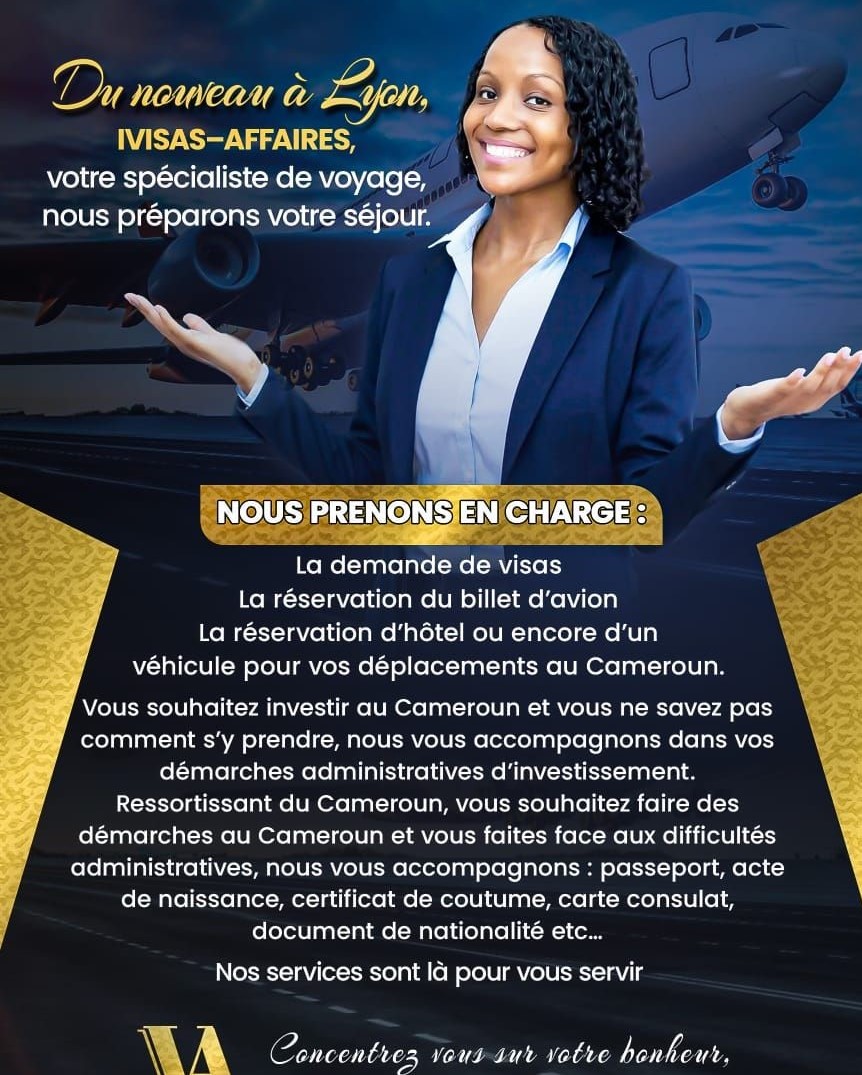 Du nouveau à Lyon,
IVISAS–AFFAIRES,
votre spécialiste de voyage,
nous préparons votre séjour.
NOUS PRENONS EN CHARGE :
La demande de visas
La réservation du billet d’avion
La réservation d’hôtel ou encore d’un
véhicule pour vos déplacements au Cameroun.
Vous souhaitez investir au Cameroun et vous ne savez pas
comment s’y prendre, nous vous accompagnons dans vos
démarches administratives d’investissement.
Ressortissant du Cameroun, vous souhaitez faire des
démarches au Cameroun et vous faites face aux difficultés
administratives, nous vous accompagnons : passeport, acte
de naissance, certificat de coutume, carte consulat,
document de nationalité etc…
Nos services sont là pour vous servir
Concentrez vous sur votre bonheur,